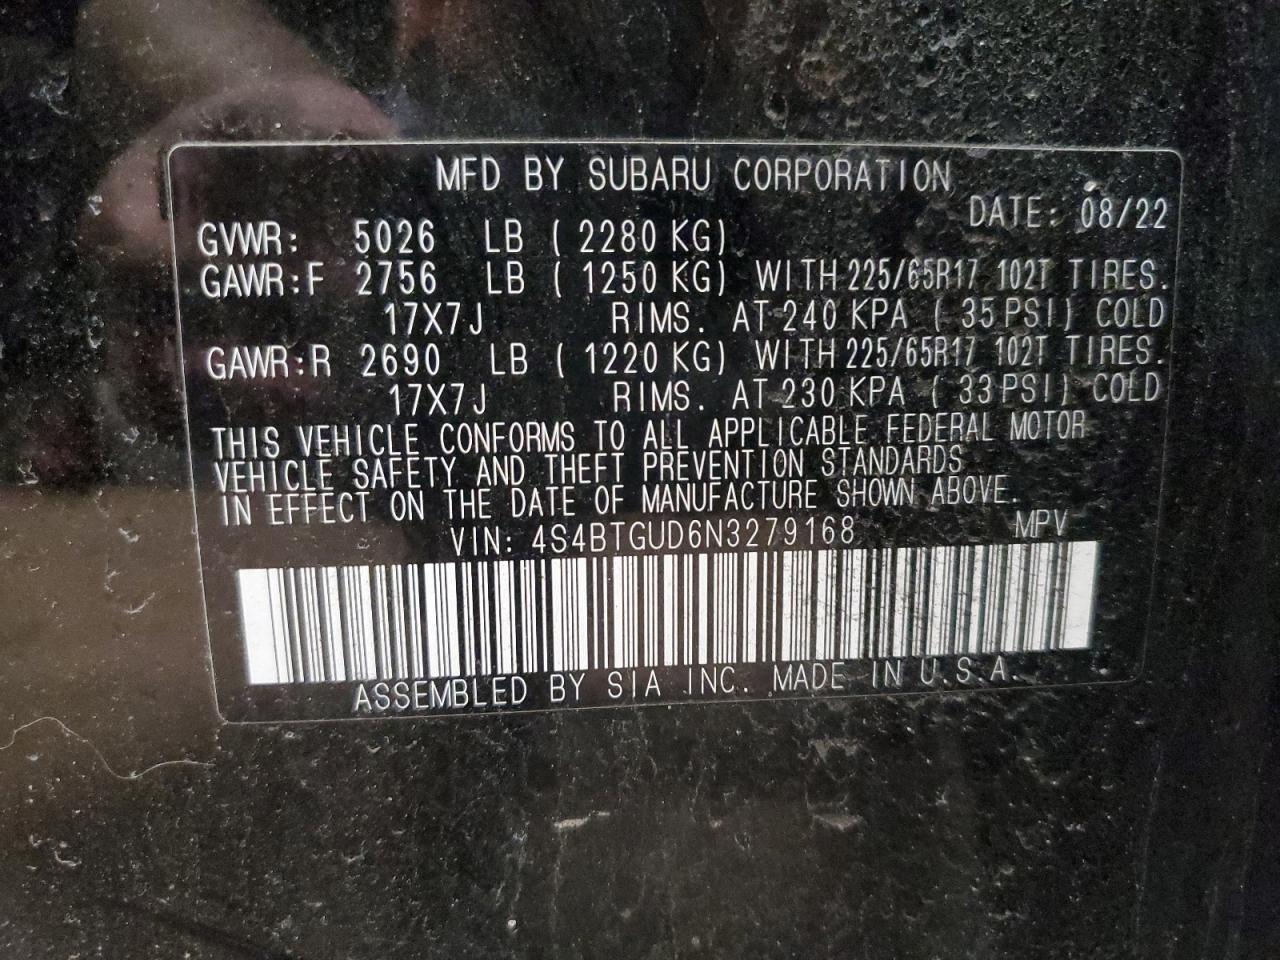 MFD BY SUBARU CORPORATION
DATE: 08/22
GVWR: 5026 LB ( 2280 KG)
GAWR:F 2756 LB ( 1250 KG) WITH 225/65R17 102T TIRES.
17X7J RIMS. AT 240 KPA ( 35 PSI) COLD
GAWR:R 2690 LB ( 1220 KG) WITH 225/65R17 102T TIRES.
17X7J RIMS. AT 230 KPA ( 33 PSI) COLD
THIS VEHICLE CONFORMS TO ALL APPLICABLE FEDERAL MOTOR
VEHICLE SAFETY AND THEFT PREVENTION STANDARDS
IN EFFECT ON THE DATE OF MANUFACTURE SHOWN ABOVE.
VIN: 4S4BTGUD6N3279168 MPV
ASSEMBLED BY SIA INC. MADE IN U.S.A.